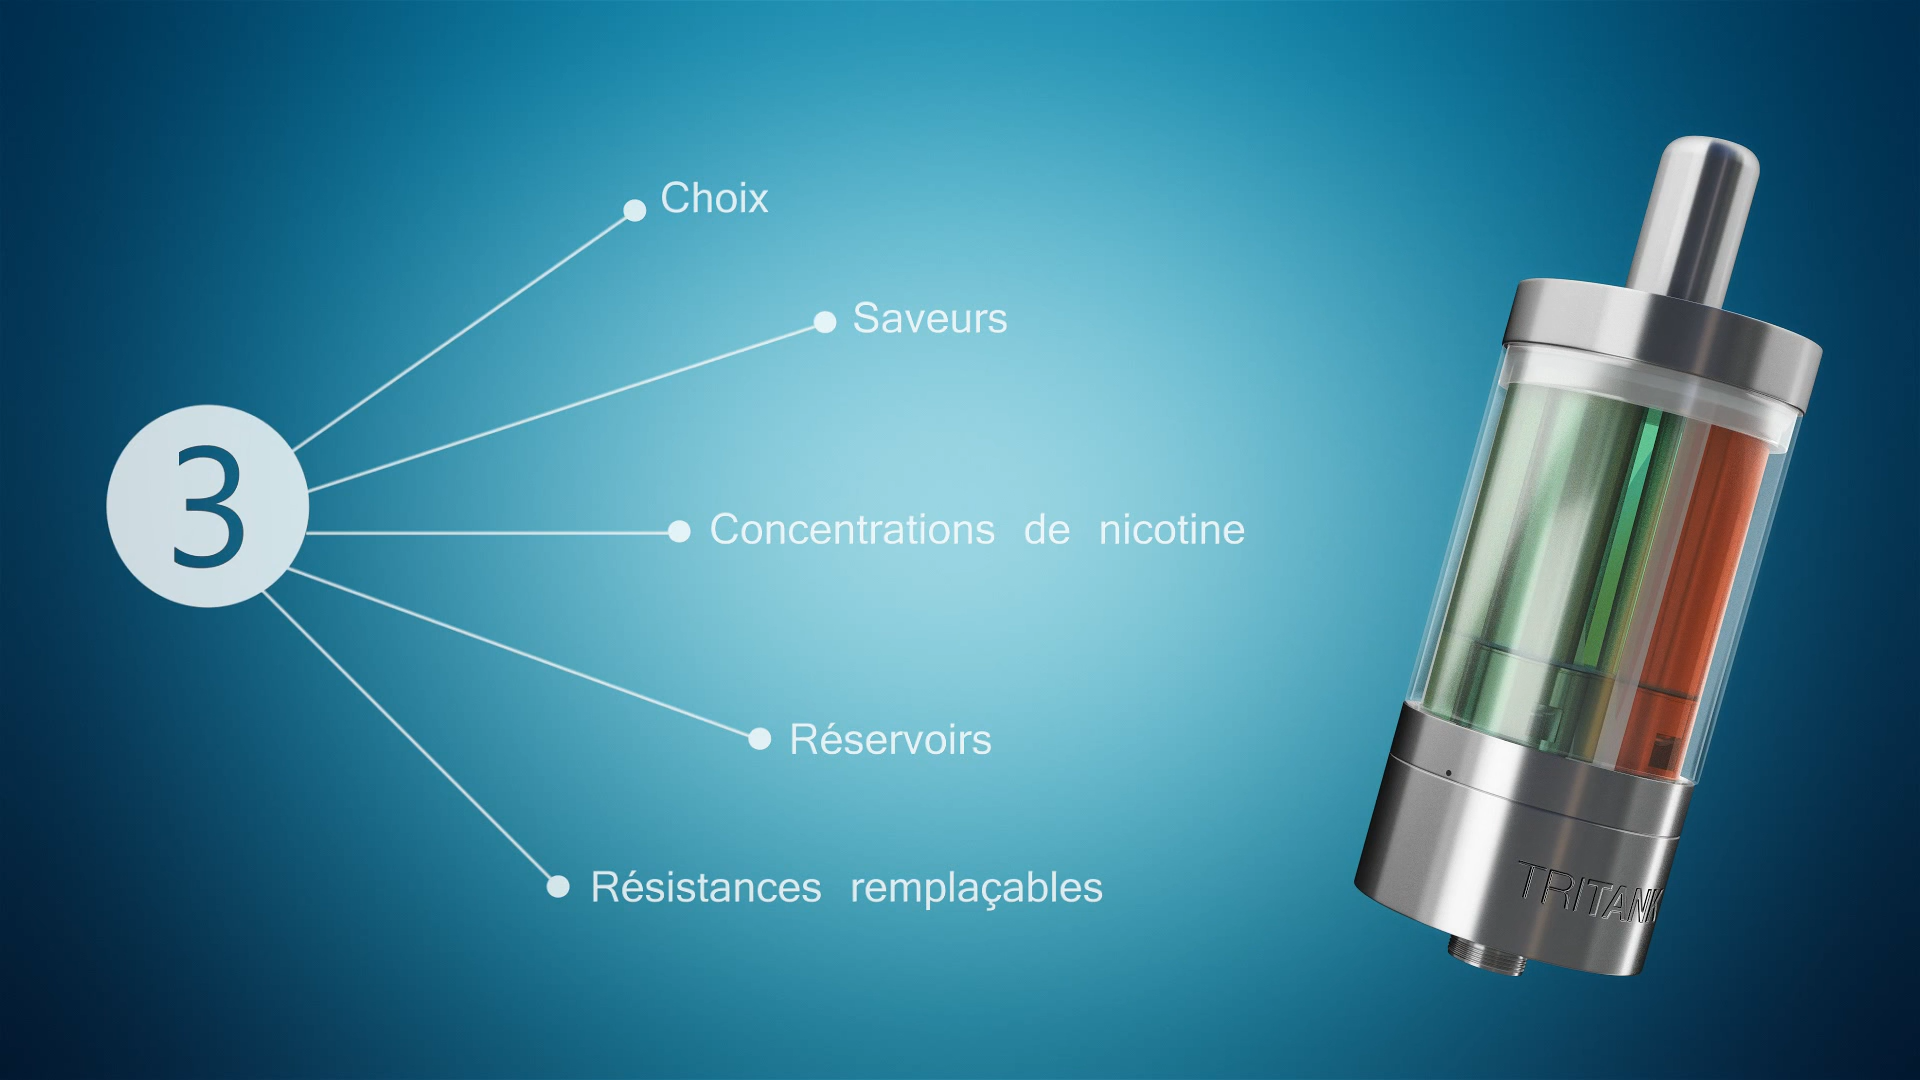 Choix
Saveurs
3
Concentrations de nicotine
Réservoirs
Résistances remplaçables
TRITANK